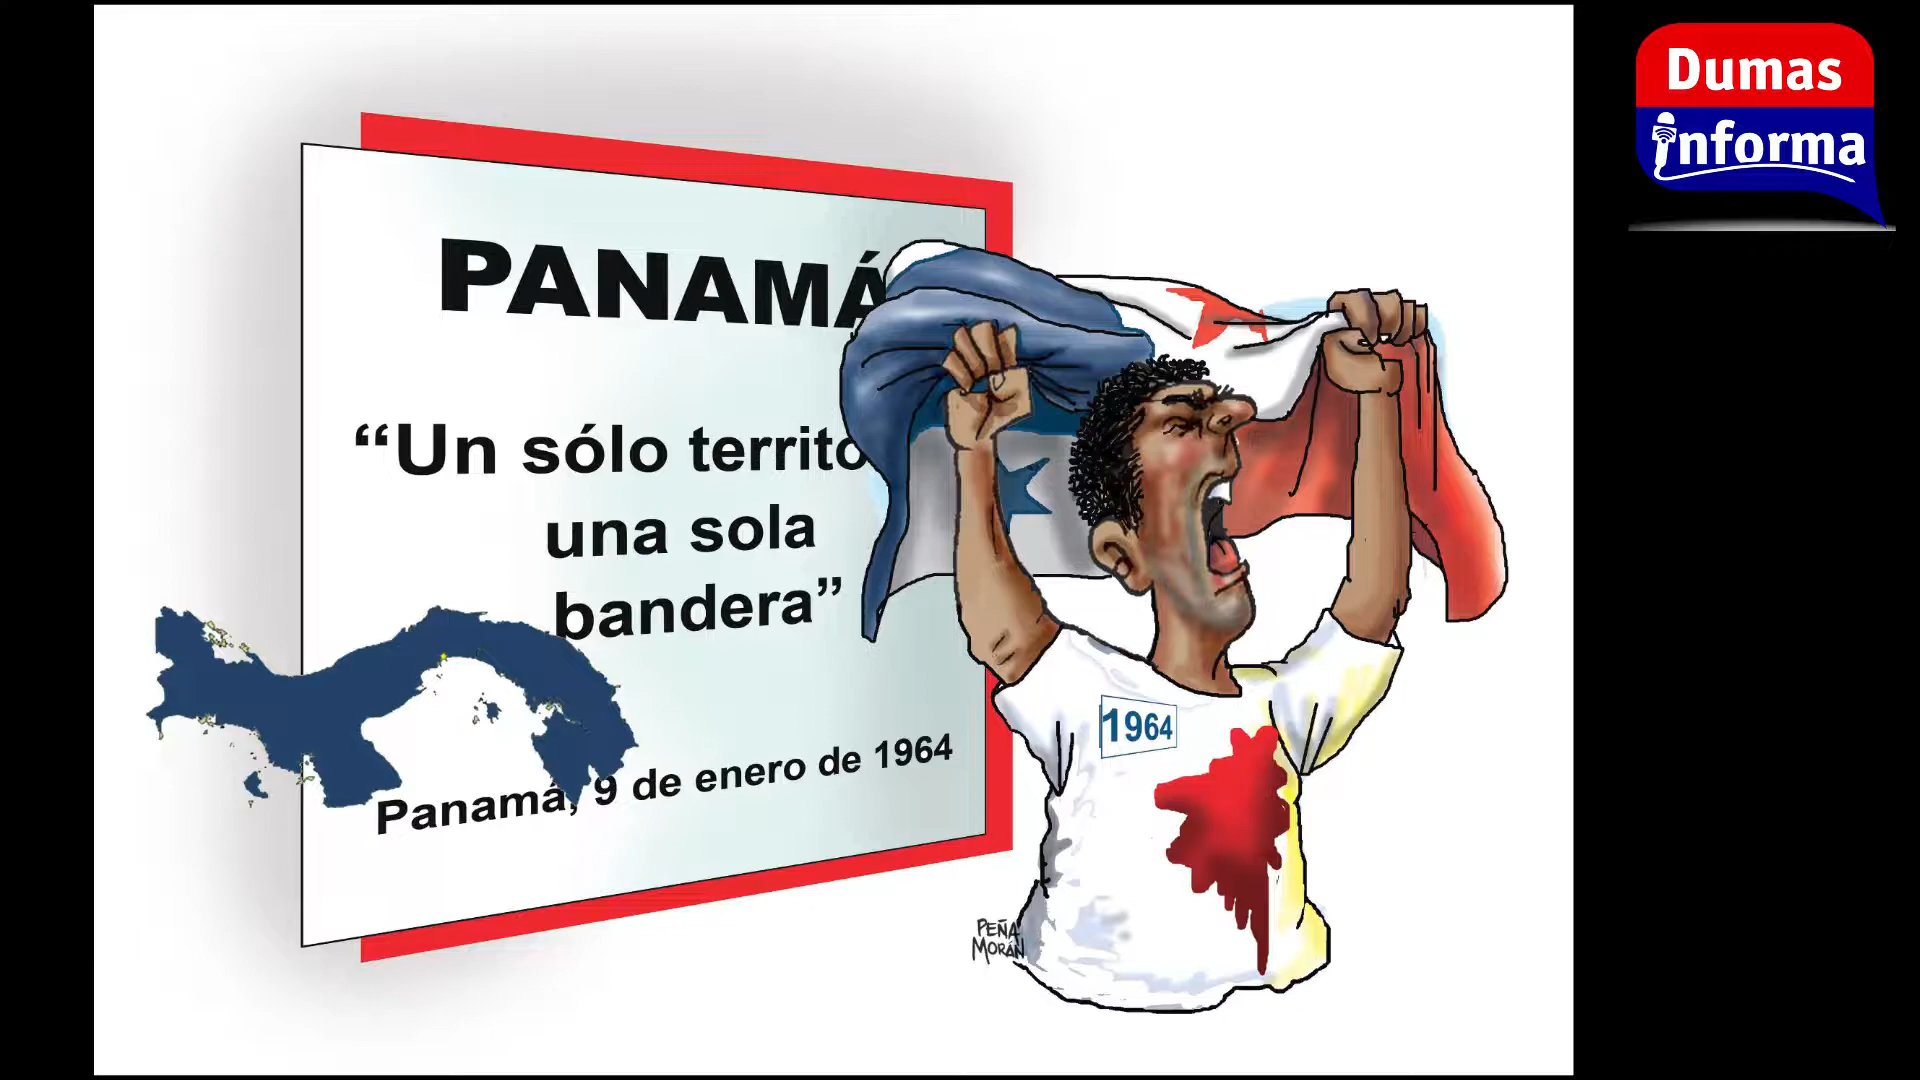 PANAMÁ
“Un sólo territo
una sola
bandera”
Panamá, 9 de enero de 1964
1964
PEÑA
MORÁN
Dumas
informa